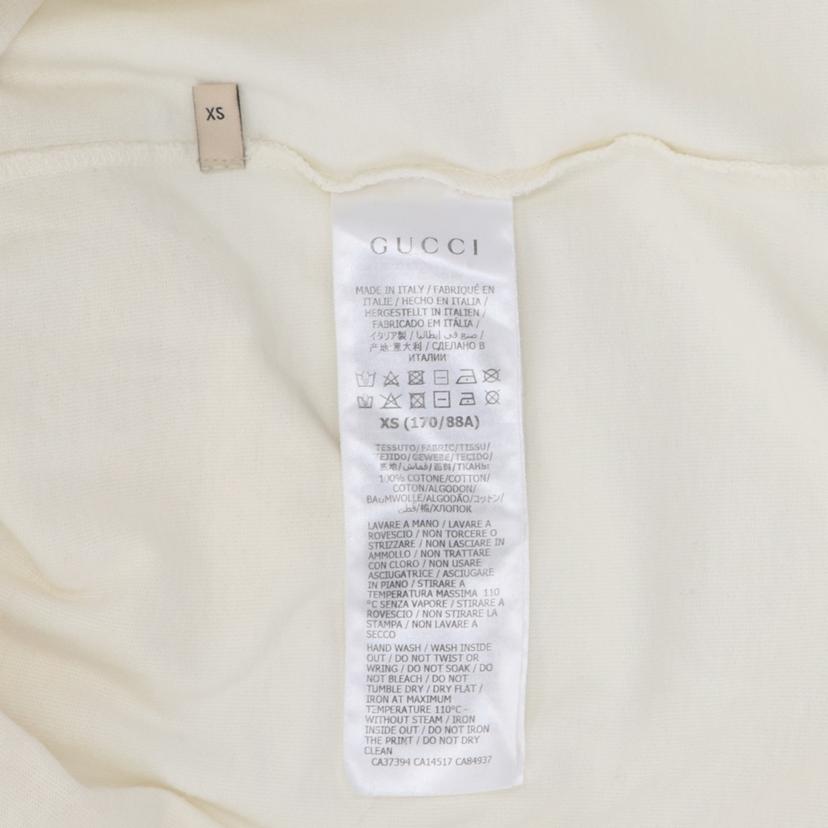 XS
GUCCI
MADE IN ITALY / FABRIQUÉ EN
ITALIE / HECHO EN ITALIA /
HERGESTELLT IN ITALIEN /
FABRICADO EM ITÁLIA /
イタリア製 / صنع في إيطاليا /
产地:意大利 / СДЕЛАНО В
ИТАЛИИ
XS (170/88A)
TESSUTO/FABRIC/TISSU/
TEJIDO/GEWEBE/TECIDO/
表地/قماش/面料/ТКАНЬ
100% COTONE/COTTON/
COTON/ALGODON/
BAUMWOLLE/ALGODÃO/コットン/
قطن/棉/ХЛОПОК
LAVARE A MANO / LAVARE A
ROVESCIO / NON TORCERE O
STRIZZARE / NON LASCIARE IN
AMMOLLO / NON TRATTARE
CON CLORO / NON USARE
ASCIUGATRICE / ASCIUGARE
IN PIANO / STIRARE A
TEMPERATURA MASSIMA 110
°C SENZA VAPORE / STIRARE A
ROVESCIO / NON STIRARE LA
STAMPA / NON LAVARE A
SECCO
HAND WASH / WASH INSIDE
OUT / DO NOT TWIST OR
WRING / DO NOT SOAK / DO
NOT BLEACH / DO NOT
TUMBLE DRY / DRY FLAT /
IRON AT MAXIMUM
TEMPERATURE 110°C -
WITHOUT STEAM / IRON
INSIDE OUT / DO NOT IRON
THE PRINT / DO NOT DRY
CLEAN
CA37394 CA14517 CA84937